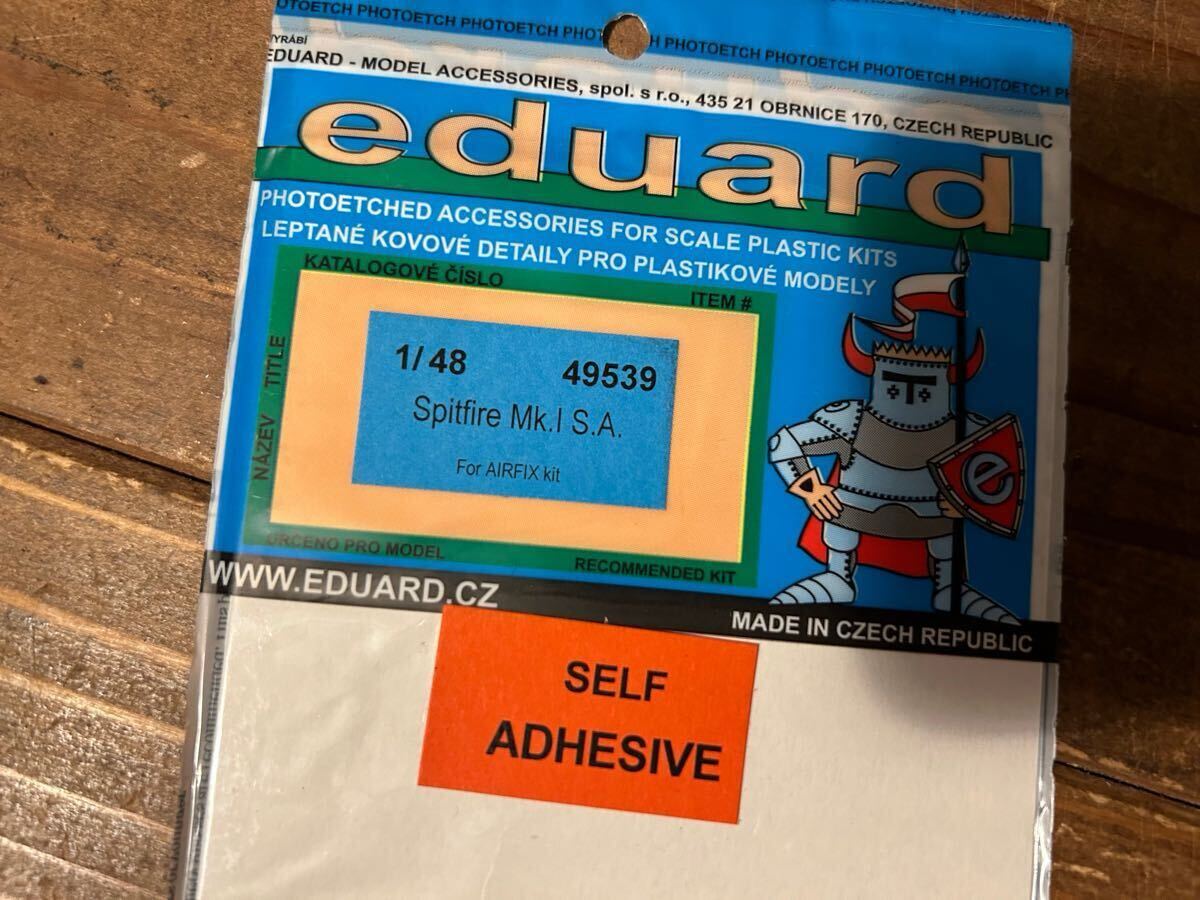 PHOTOETCH PHOTOETCH PHOTOETCH PHOTOETCH PHOTOETCH PHOTOETCH PHOTOETCH
EDUARD - MODEL ACCESSORIES, spol. s r.o., 435 21 OBRNICE 170, CZECH REPUBLIC
eduard
PHOTOETCHED ACCESSORIES FOR SCALE PLASTIC KITS
LEPTANÉ KOVOVÉ DETAILY PRO PLASTIKOVÉ MODELY
KATALOGOVÉ ČÍSLO
ITEM #
NÁZEV TITLE
1/48 49539
Spitfire Mk.I S.A.
For AIRFIX kit
e
URČENO PRO MODEL
RECOMMENDED KIT
WWW.EDUARD.CZ
MADE IN CZECH REPUBLIC
SELF
ADHESIVE